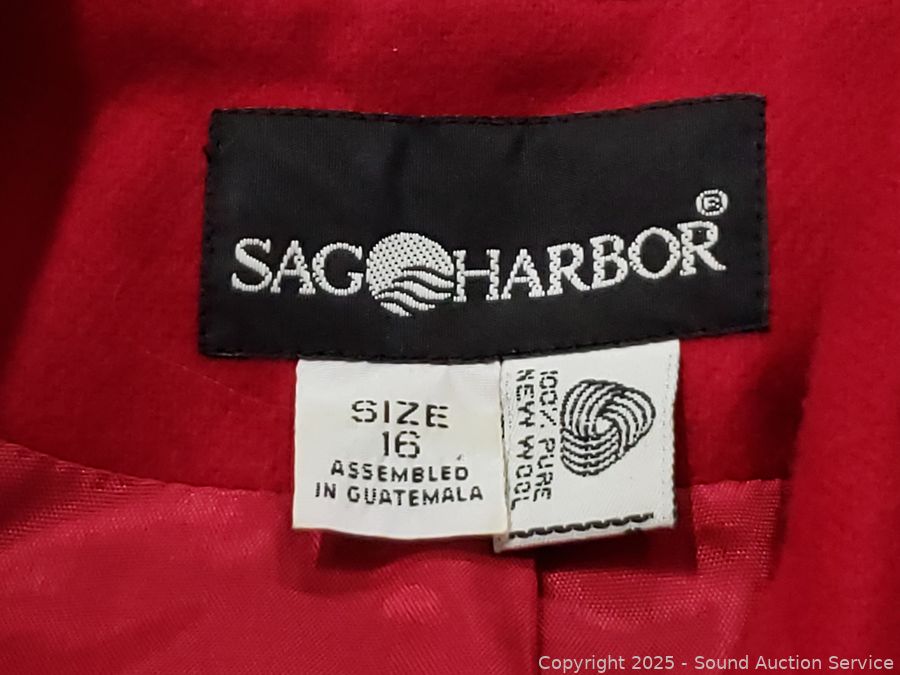 SAG HARBOR®
SIZE
16
ASSEMBLED
IN GUATEMALA
100% PURE
NEW WOOL
Copyright 2025 - Sound Auction Service